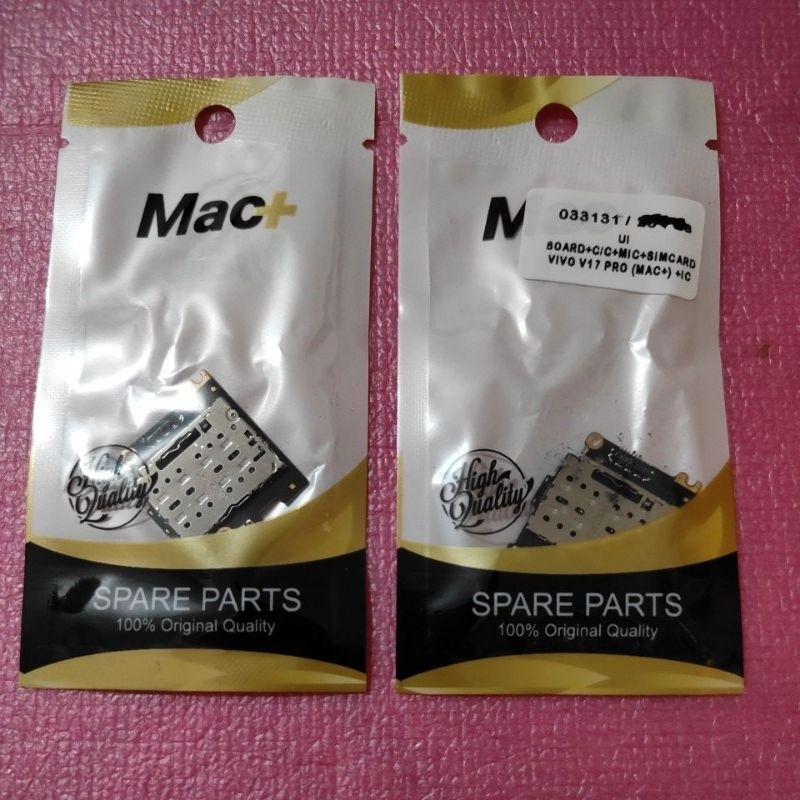 Mac+
High
Quality
SPARE PARTS
100% Original Quality
033131 /
UI
BOARD+C/C+MIC+SIMCARD
VIVO V17 PRO (MAC+) +IC
High
Quality
SPARE PARTS
100% Original Quality